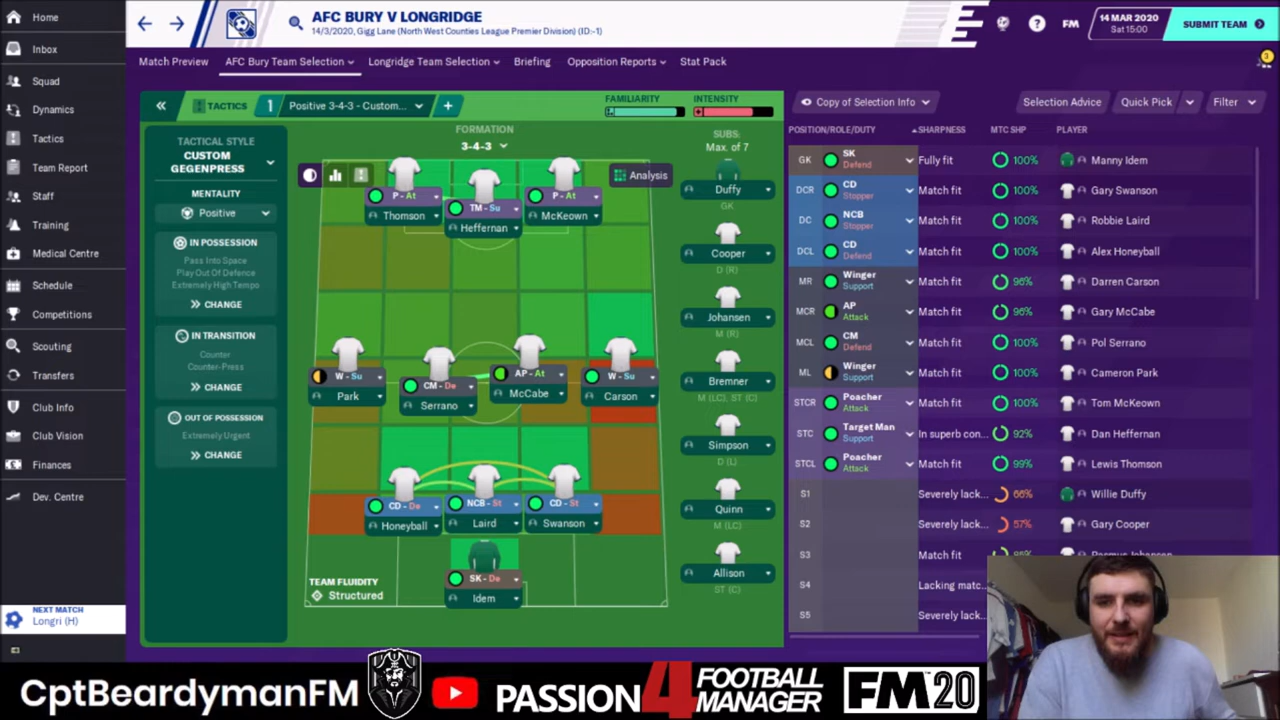 Home
Inbox
Squad
Dynamics
Tactics
Team Report
Staff
Training
Medical Centre
Schedule
Competitions
Scouting
Transfers
Club Info
Club Vision
Finances
Dev. Centre
NEXT MATCH
Longri (H)
AFC BURY V LONGRIDGE
14/3/2020, Gigg Lane (North West Counties League Premier Division) (ID:-1)
FM
14 MAR 2020
Sat 15:00
SUBMIT TEAM
3
Match Preview
AFC Bury Team Selection
Longridge Team Selection
Briefing
Opposition Reports
Stat Pack
TACTICS
1
Positive 3-4-3 - Custom...
FAMILIARITY
INTENSITY
TACTICAL STYLE
CUSTOM
GEGENPRESS
MENTALITY
Positive
IN POSSESSION
Pass Into Space
Play Out Of Defence
Extremely High Tempo
CHANGE
IN TRANSITION
Counter
Counter-Press
CHANGE
OUT OF POSSESSION
Extremely Urgent
CHANGE
FORMATION
3-4-3
Analysis
P - At
Thomson
TM - Su
Heffernan
P - At
McKeown
W - Su
Park
CM - De
Serrano
AP - At
McCabe
W - Su
Carson
CD - De
Honeyball
NCB - St
Laird
CD - St
Swanson
SK - De
Idem
TEAM FLUIDITY
Structured
SUBS:
Max. of 7
Duffy
GK
Cooper
D (R)
Johansen
M (R)
Bremner
M (LC), ST (C)
Simpson
D (L)
Quinn
M (LC)
Allison
ST (C)
Copy of Selection Info
Selection Advice
Quick Pick
Filter
POSITION/ROLE/DUTY SHARPNESS MTC SHP PLAYER
GK SK Defend Fully fit 100% Manny Idem
DCR CD Stopper Match fit 100% Gary Swanson
DC NCB Stopper Match fit 100% Robbie Laird
DCL CD Defend Match fit 100% Alex Honeyball
MR Winger Support Match fit 96% Darren Carson
MCR AP Attack Match fit 96% Gary McCabe
MCL CM Defend Match fit 100% Pol Serrano
ML Winger Support Match fit 100% Cameron Park
STCR Poacher Attack Match fit 100% Tom McKeown
STC Target Man Support In superb con... 92% Dan Heffernan
STCL Poacher Attack Match fit 99% Lewis Thomson
S1 Severely lack... 66% Willie Duffy
S2 Severely lack... 57% Gary Cooper
S3 Match fit
S4 Lacking matc...
S5 Severely lack...
CptBeardymanFM
PASSION 4 FOOTBALL MANAGER
FM20